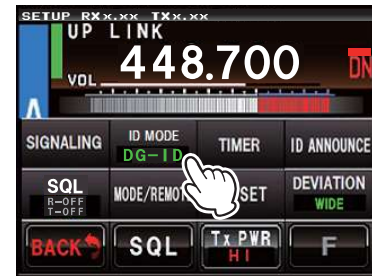 SETUP RXx.xx TXx.xx
UP LINK
VOL 448.700 DN
SIGNALING ID MODE TIMER ID ANNOUNCE
DG-ID
SQL MODE/REMOT SET DEVIATION
R-OFF WIDE
T-OFF
BACK SQL Tx PWR F
HI